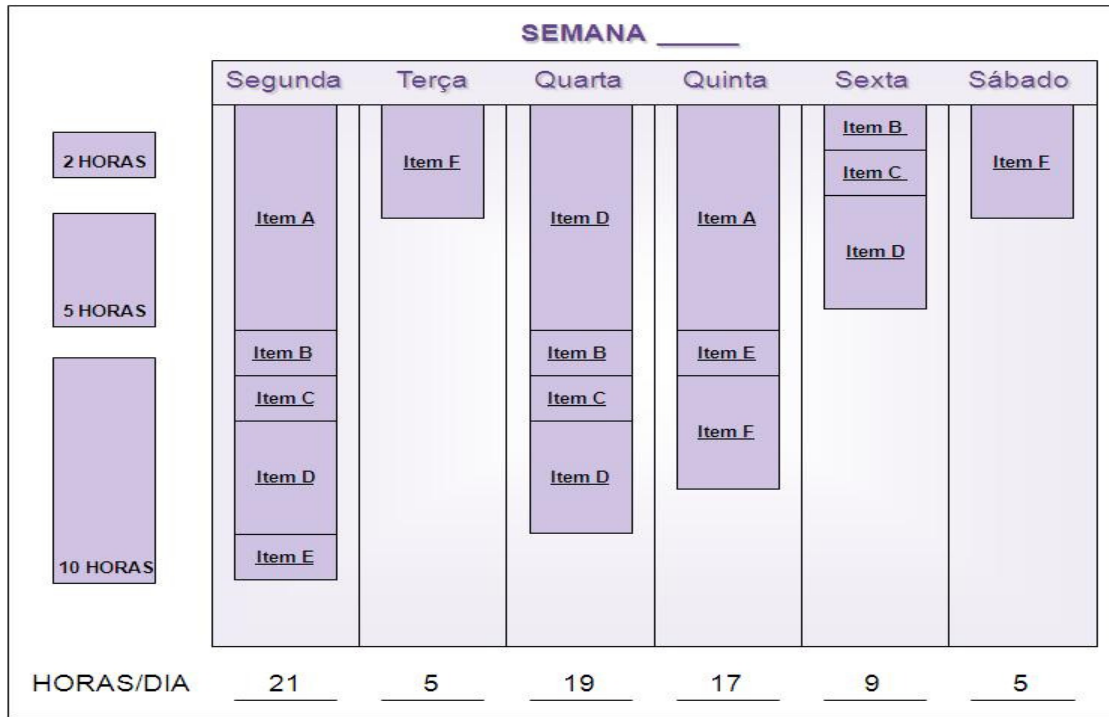 SEMANA _____
Segunda Terça Quarta Quinta Sexta Sábado
2 HORAS
5 HORAS
10 HORAS
Item A
Item B
Item C
Item D
Item E
Item F
Item D
Item B
Item C
Item D
Item A
Item E
Item F
Item B
Item C
Item D
Item F
HORAS/DIA 21 5 19 17 9 5